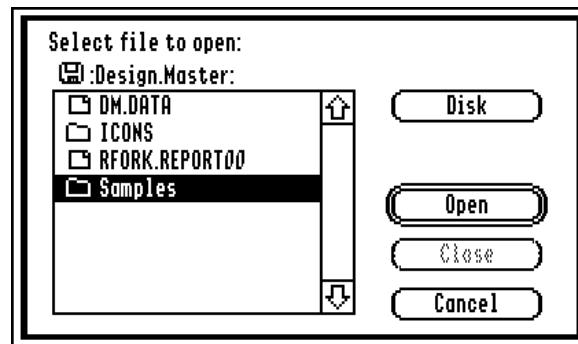 Select file to open:
:Design.Master:
DM.DATA
ICONS
RFORK.REPORT00
Samples
Disk
Open
Close
Cancel